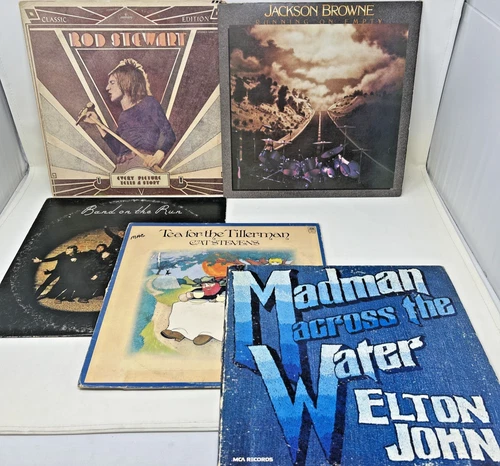 CLASSIC
EDITION
ROD STEWART
EVERY PICTURE
TELLS A STORY
JACKSON BROWNE
RUNNING ON EMPTY
Band on the Run
Tea for the Tillerman
CAT STEVENS
Madman
across the
Water
ELTON
JOHN
MCA RECORDS